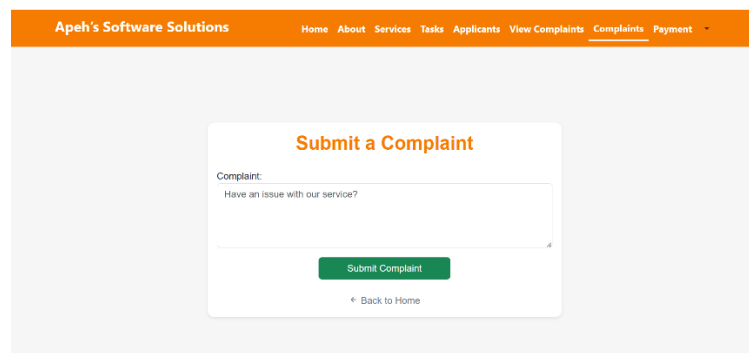 Apeh's Software Solutions
Home About Services Tasks Applicants View Complaints Complaints Payment
Submit a Complaint
Complaint:
Have an issue with our service?
Submit Complaint
← Back to Home